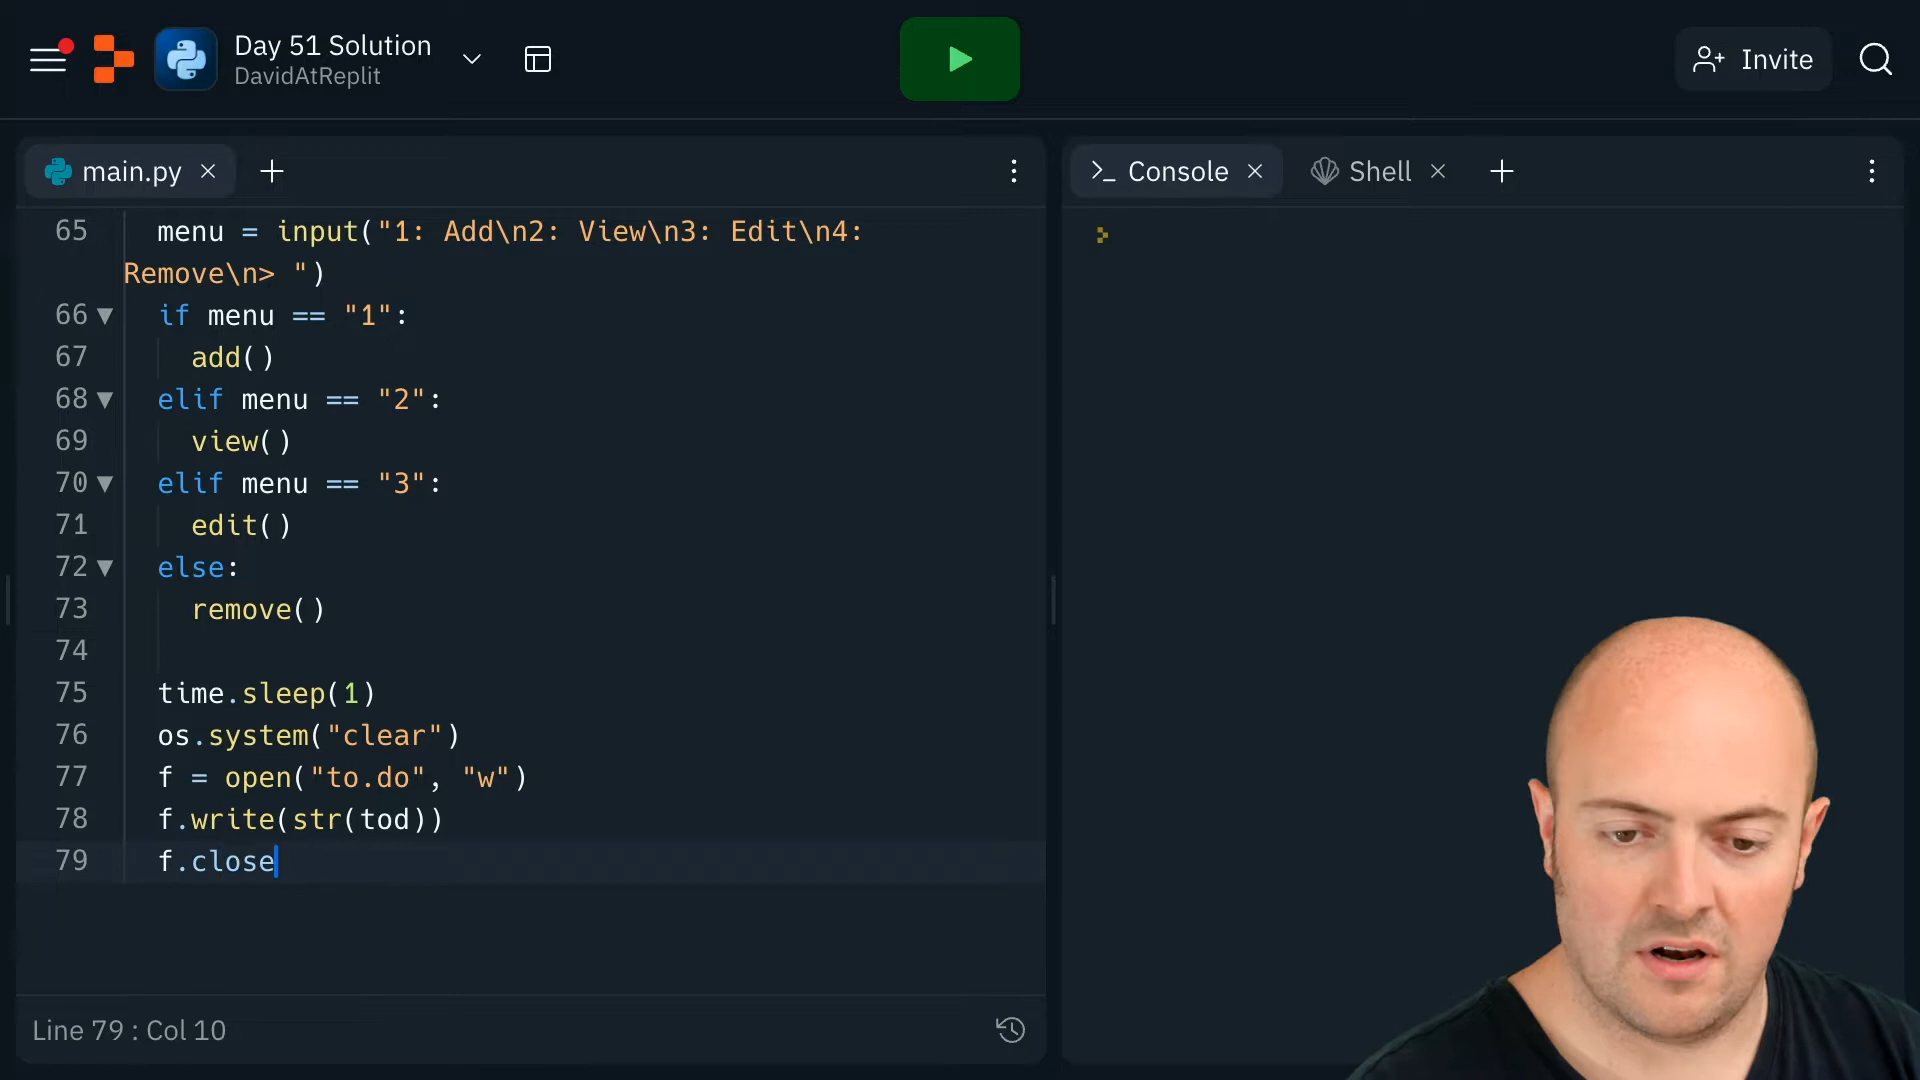 Day 51 Solution
DavidAtReplit
Invite
main.py
Console
Shell
65 menu = input("1: Add\n2: View\n3: Edit\n4:
Remove\n> ")
66 if menu == "1":
67 add()
68 elif menu == "2":
69 view()
70 elif menu == "3":
71 edit()
72 else:
73 remove()
74
75 time.sleep(1)
76 os.system("clear")
77 f = open("to.do", "w")
78 f.write(str(tod))
79 f.close
Line 79 : Col 10